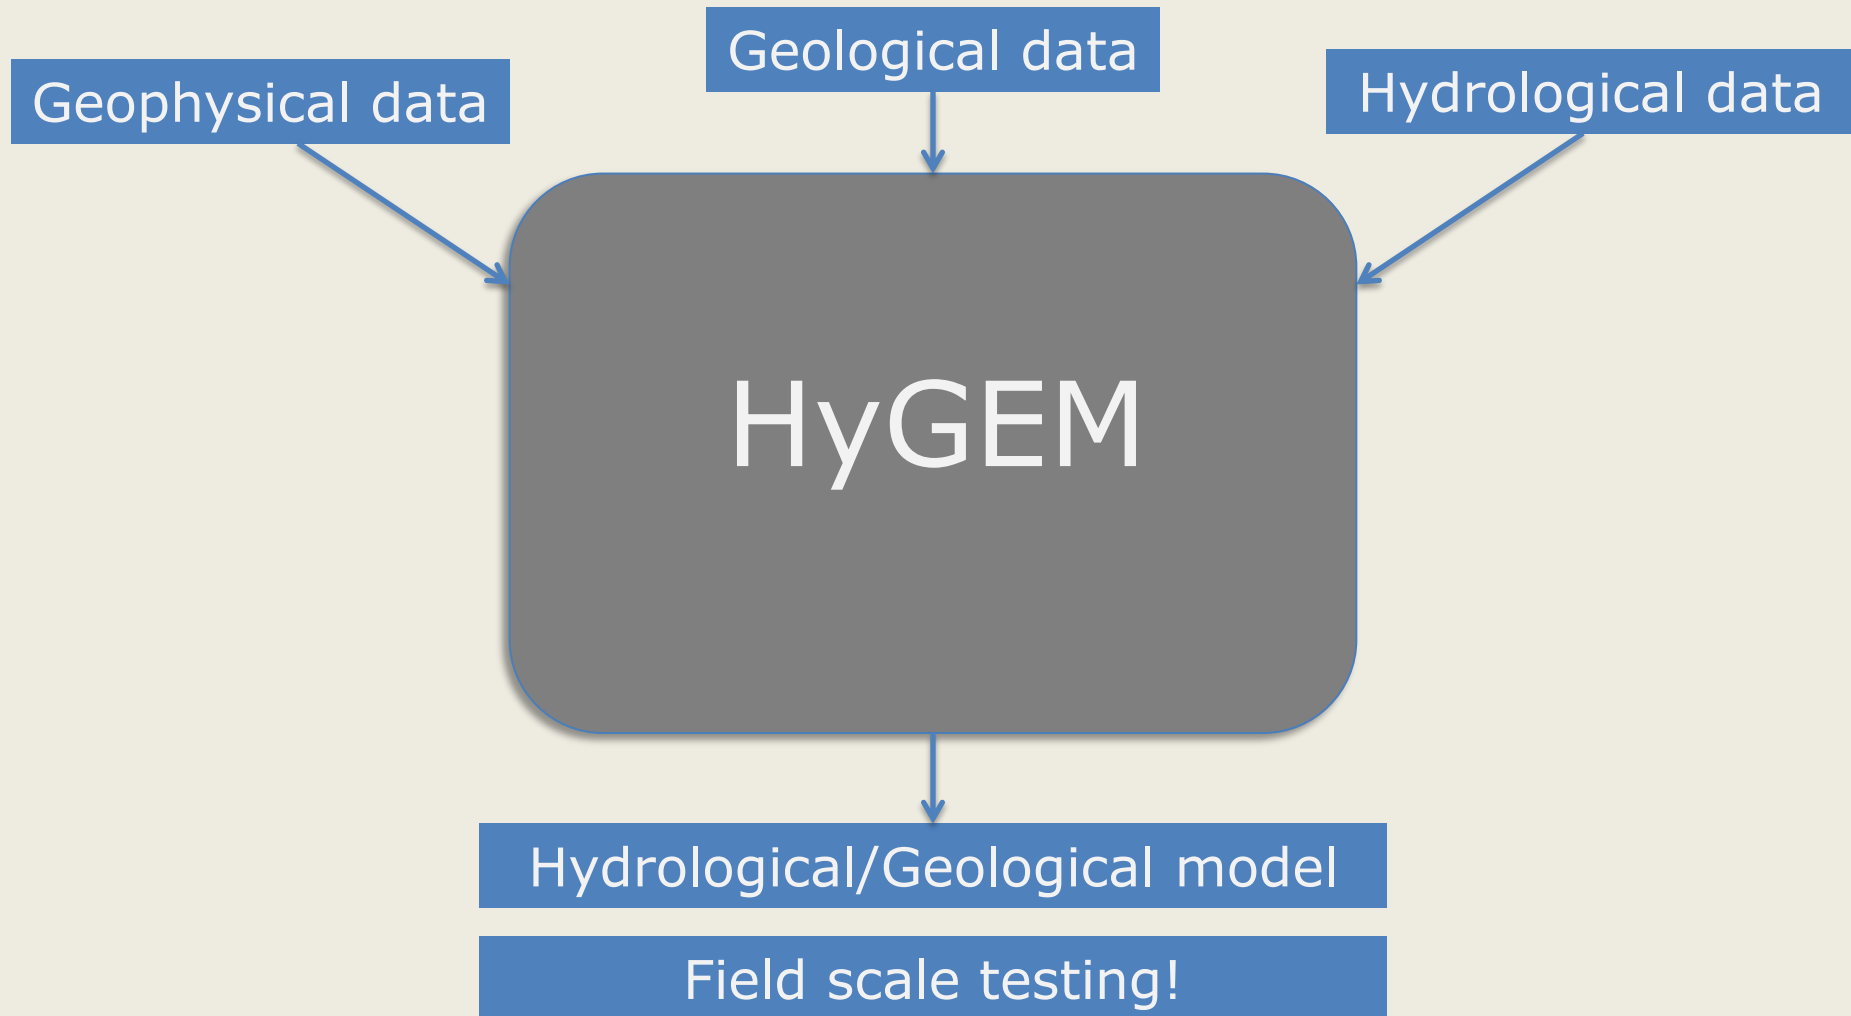 Geological data
Geophysical data
Hydrological data
HyGEM
Hydrological/Geological model
Field scale testing!